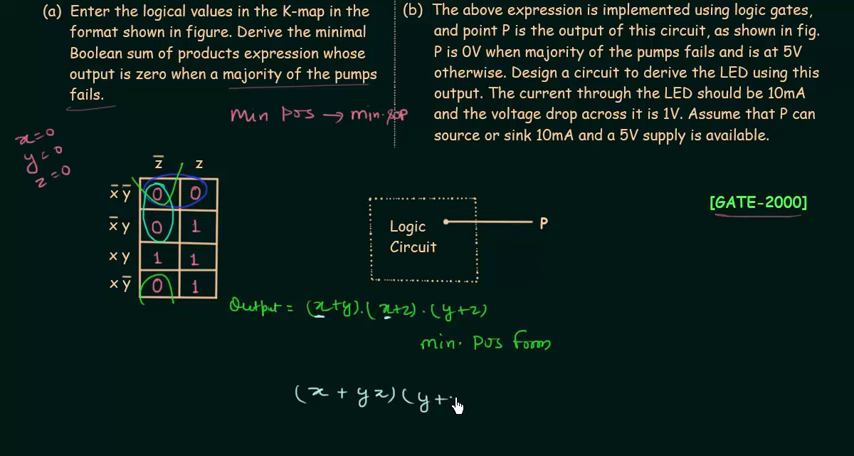 (a) Enter the logical values in the K-map in the
format shown in figure. Derive the minimal
Boolean sum of products expression whose
output is zero when a majority of the pumps
fails.
(b) The above expression is implemented using logic gates,
and point P is the output of this circuit, as shown in fig.
P is 0V when majority of the pumps fails and is at 5V
otherwise. Design a circuit to derive the LED using this
output. The current through the LED should be 10mA
and the voltage drop across it is 1V. Assume that P can
source or sink 10mA and a 5V supply is available.
min POS → min. SOP
x=0
y=0
z=0
z̅ z
x̅ y̅ 0 0
x̅ y 0 1
x y 1 1
x y̅ 0 1
Logic
Circuit
P
[GATE-2000]
Output = (x+y).(x+z).(y+z)
min. POS form
(x + yz)(y+